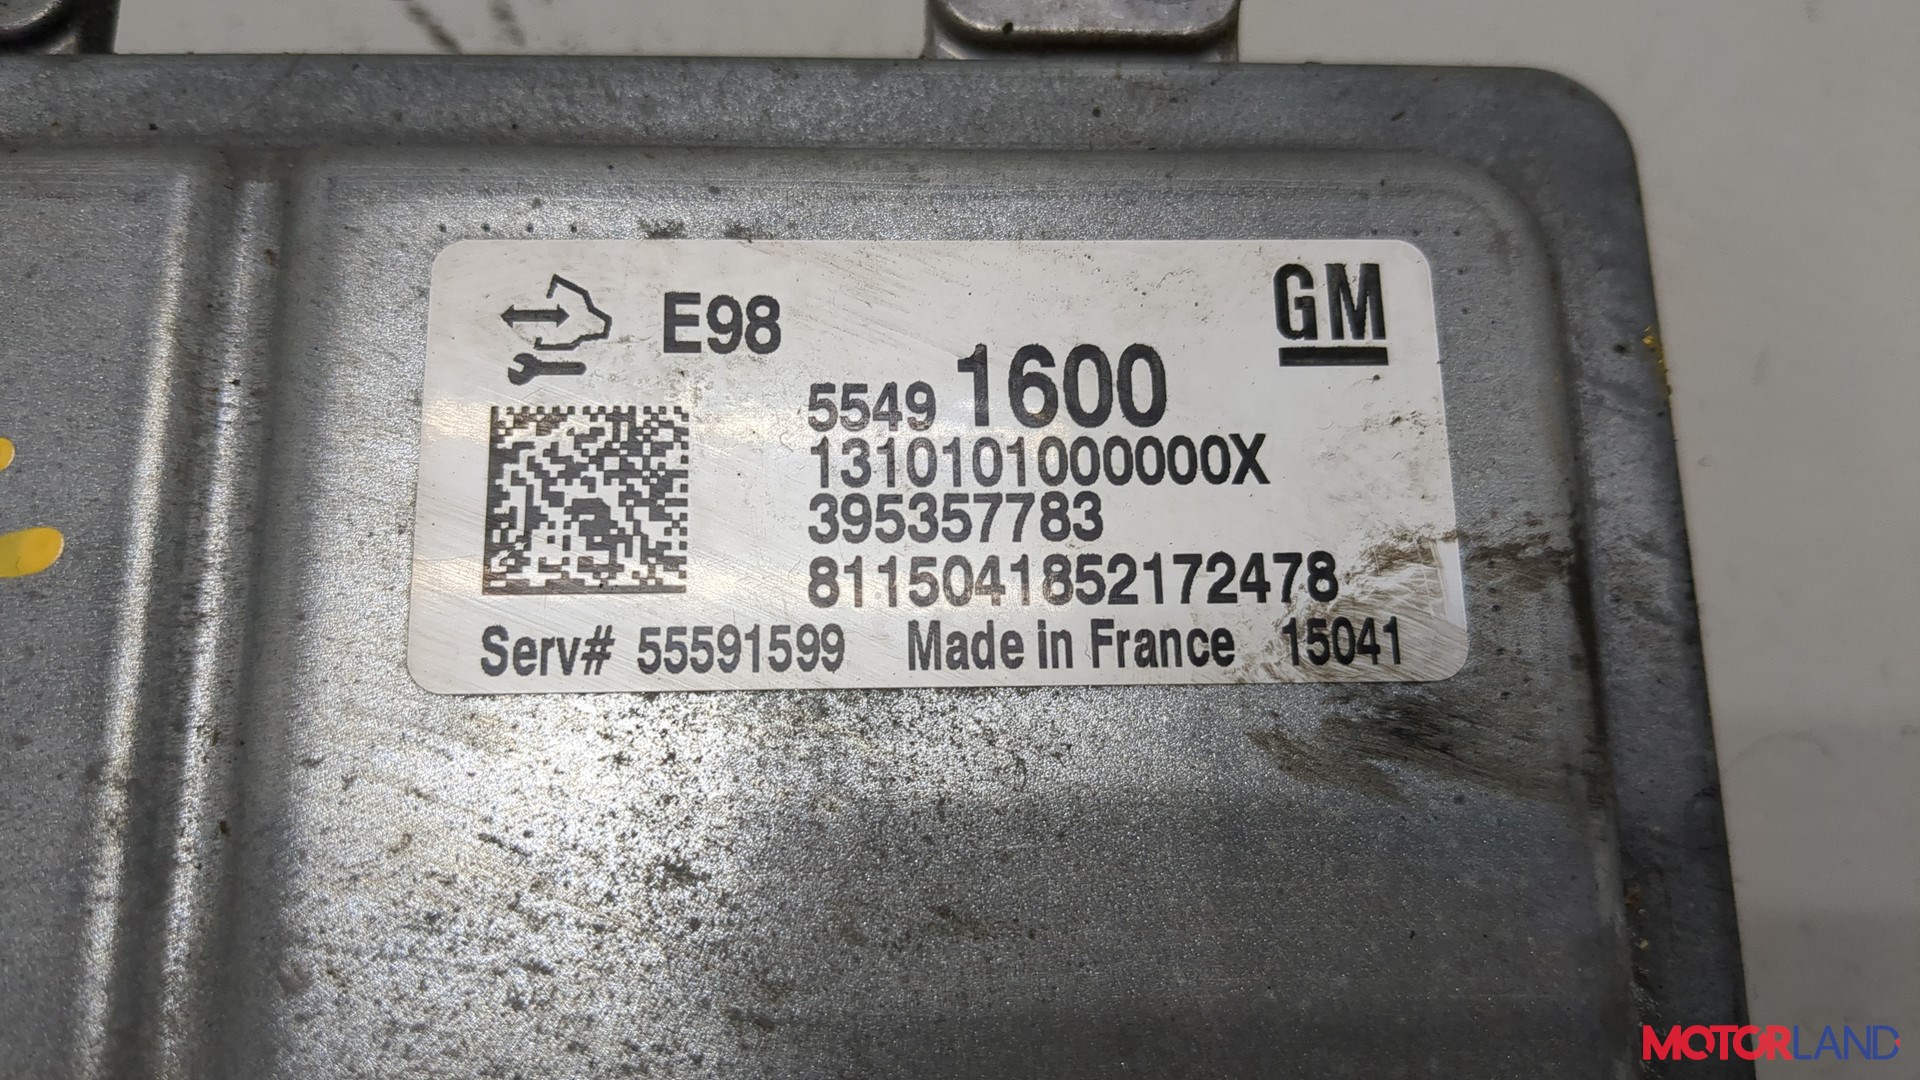 E98
GM
5549 1600
1310101000000X
395357783
8115041852172478
Serv# 55591599 Made in France 15041
MOTORLAND